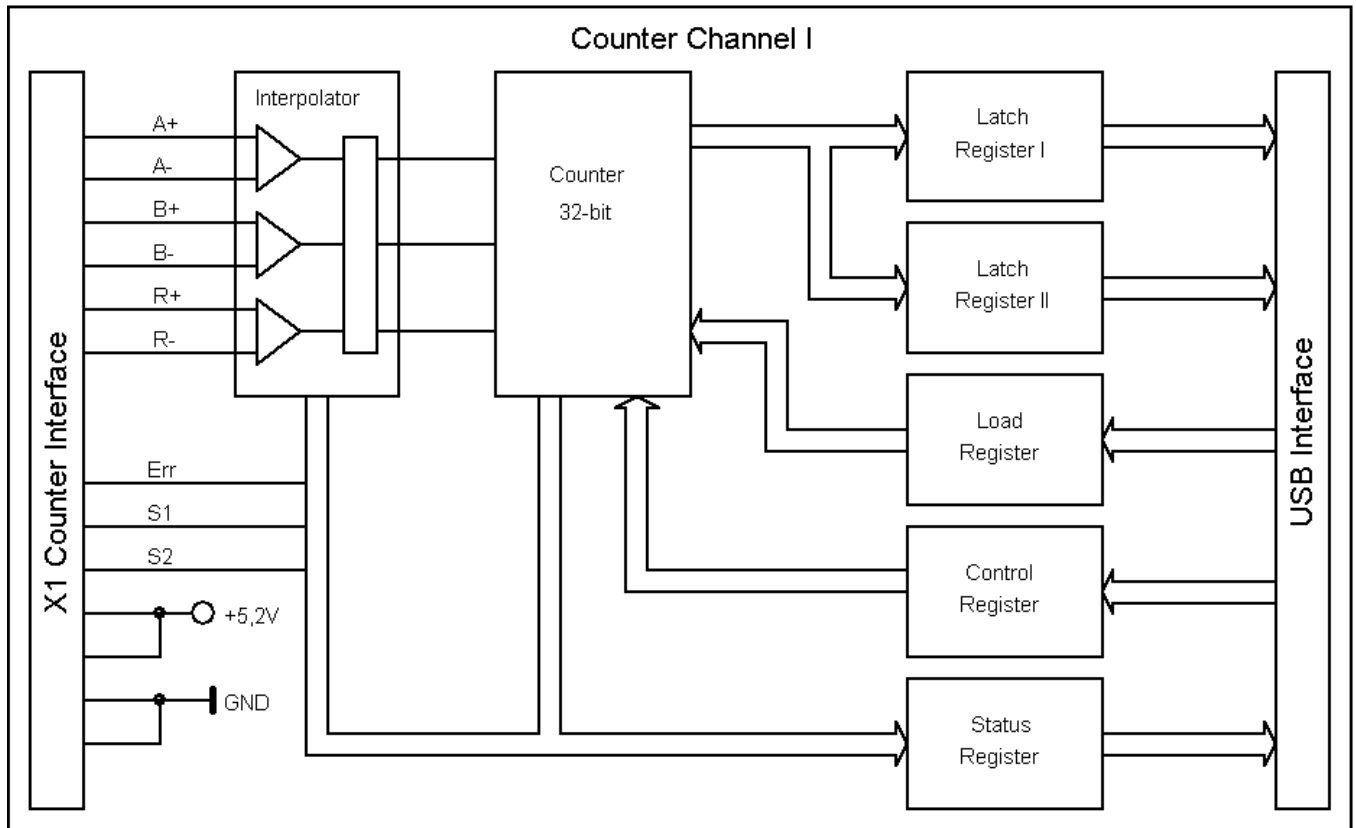 Counter Channel I
X1 Counter Interface
A+
A-
B+
B-
R+
R-
Err
S1
S2
+5,2V
GND
Interpolator
Counter
32-bit
Latch
Register I
Latch
Register II
Load
Register
Control
Register
Status
Register
USB Interface